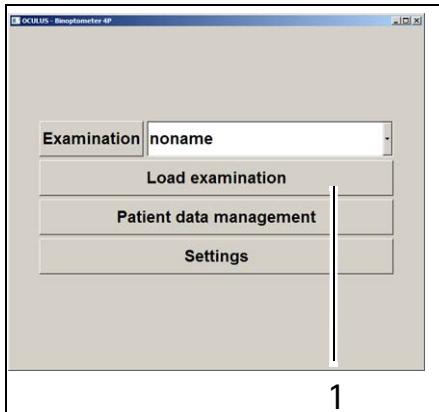 OCULUS - Binoptometer 4P
Examination noname
Load examination
Patient data management
Settings
1